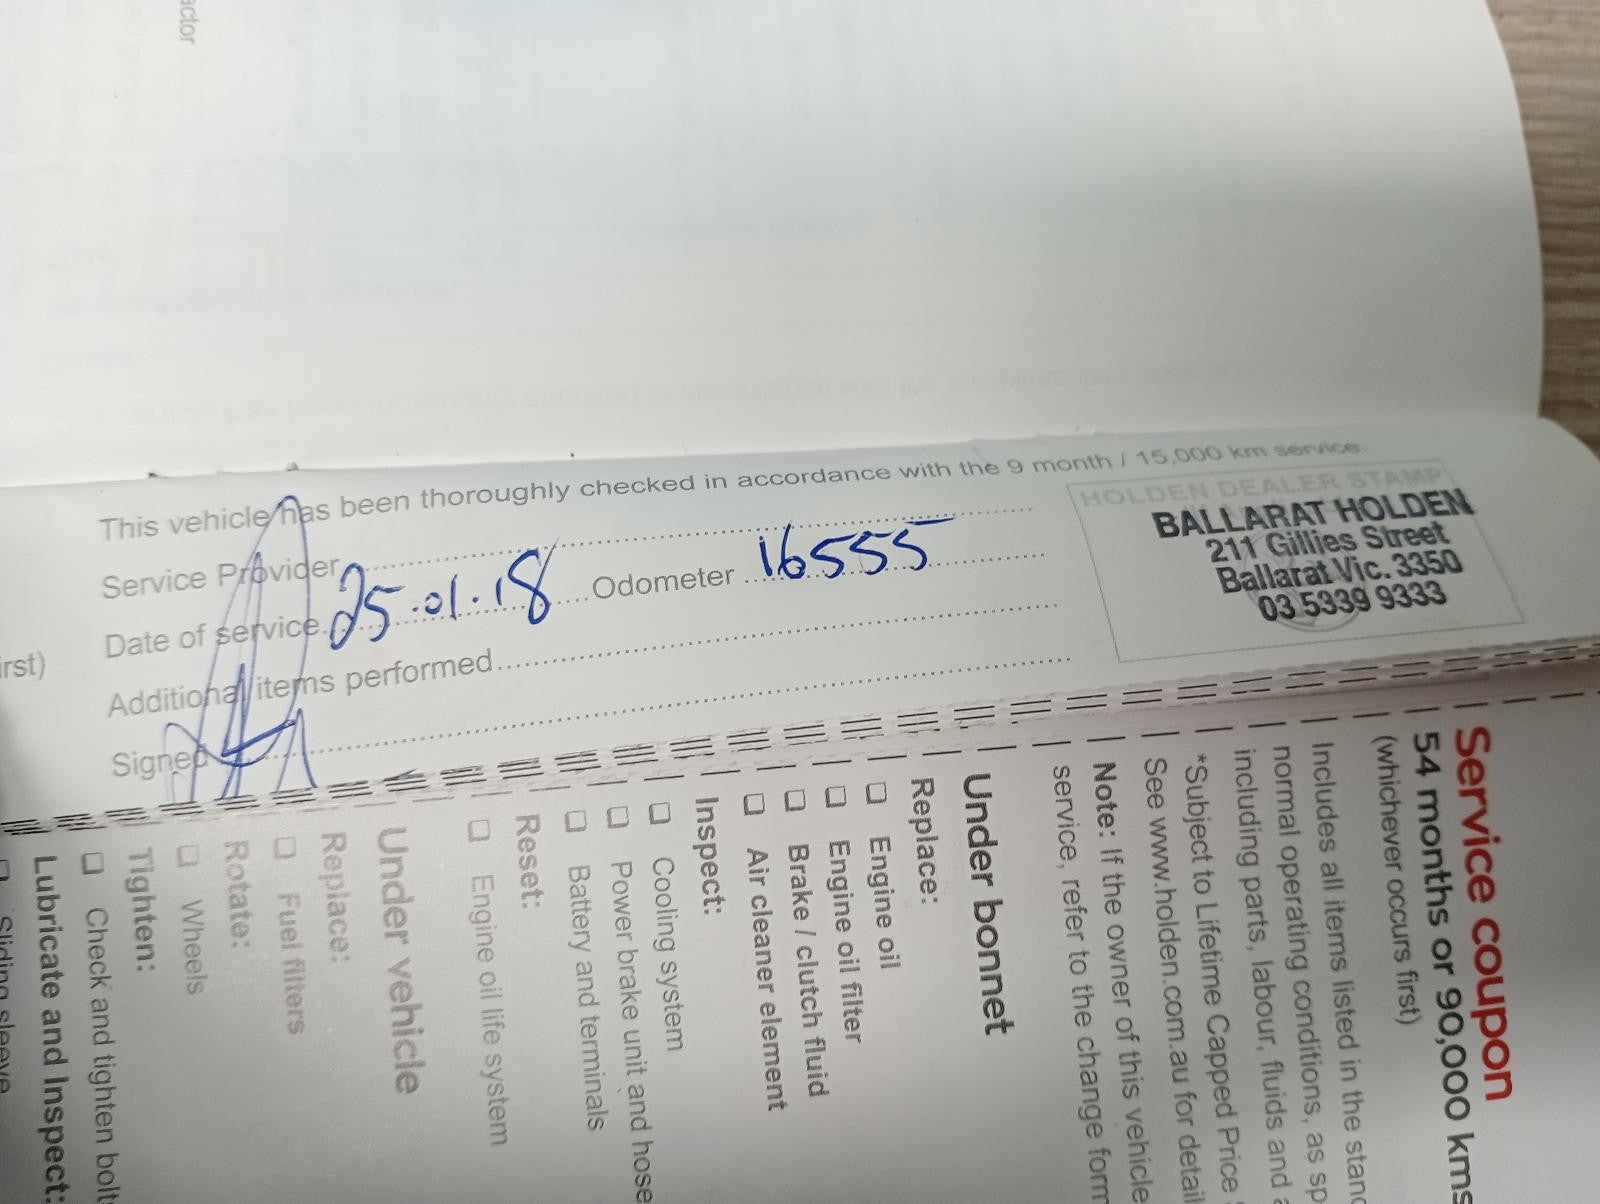 actor
This vehicle has been thoroughly checked in accordance with the 9 month / 15,000 km service.
Service Provider
Date of service 25.01.18 Odometer 16555
Additional items performed
Signed
HOLDEN DEALER STAMP
BALLARAT HOLDEN
211 Gillies Street
Ballarat Vic. 3350
03 5339 9333
irst)
Service coupon
54 months or 90,000 kms
(whichever occurs first)
Includes all items listed in the stand
normal operating conditions, as sp
including parts, labour, fluids and a
*Subject to Lifetime Capped Price
See www.holden.com.au for detail
Note: If the owner of this vehicle
service, refer to the change form
Under bonnet
Replace:
Engine oil
Engine oil filter
Brake / clutch fluid
Air cleaner element
Inspect:
Cooling system
Power brake unit and hose
Battery and terminals
Reset:
Engine oil life system
Under vehicle
Replace:
Fuel filters
Rotate:
Wheels
Tighten:
Check and tighten bolts
Lubricate and Inspect:
Sliding sleeve